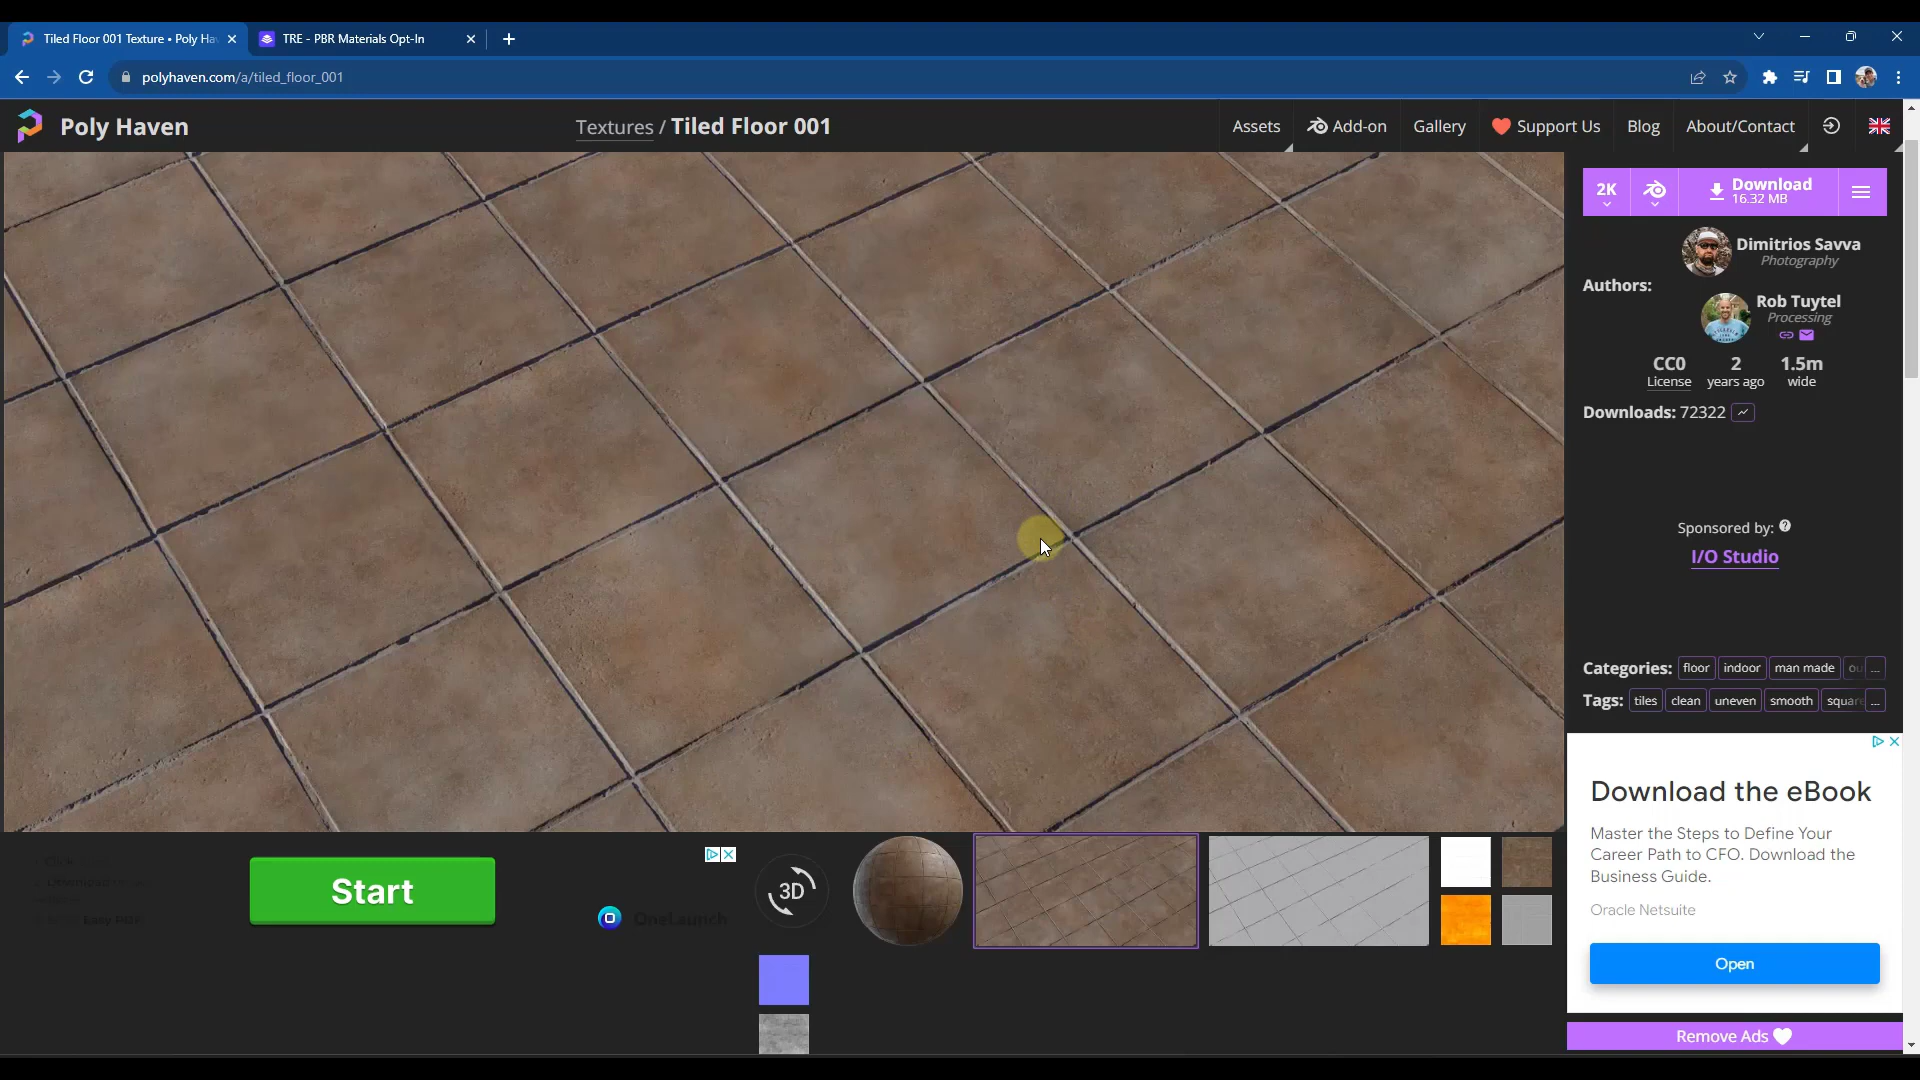 Tiled Floor 001 Texture • Poly Ha
TRE - PBR Materials Opt-In
polyhaven.com/a/tiled_floor_001
Poly Haven
Textures / Tiled Floor 001
Assets
Add-on
Gallery
Support Us
Blog
About/Contact
2K
Download
16.32 MB
Authors:
Dimitrios Savva
Photography
Rob Tuytel
Processing
CC0
License
2
years ago
1.5m
wide
Downloads: 72322
Sponsored by:
I/O Studio
Categories: floor indoor man made ou ...
Tags: tiles clean uneven smooth square ...
Download the eBook
Master the Steps to Define Your
Career Path to CFO. Download the
Business Guide.
Oracle Netsuite
Open
Remove Ads
Start
OneLaunch
3D